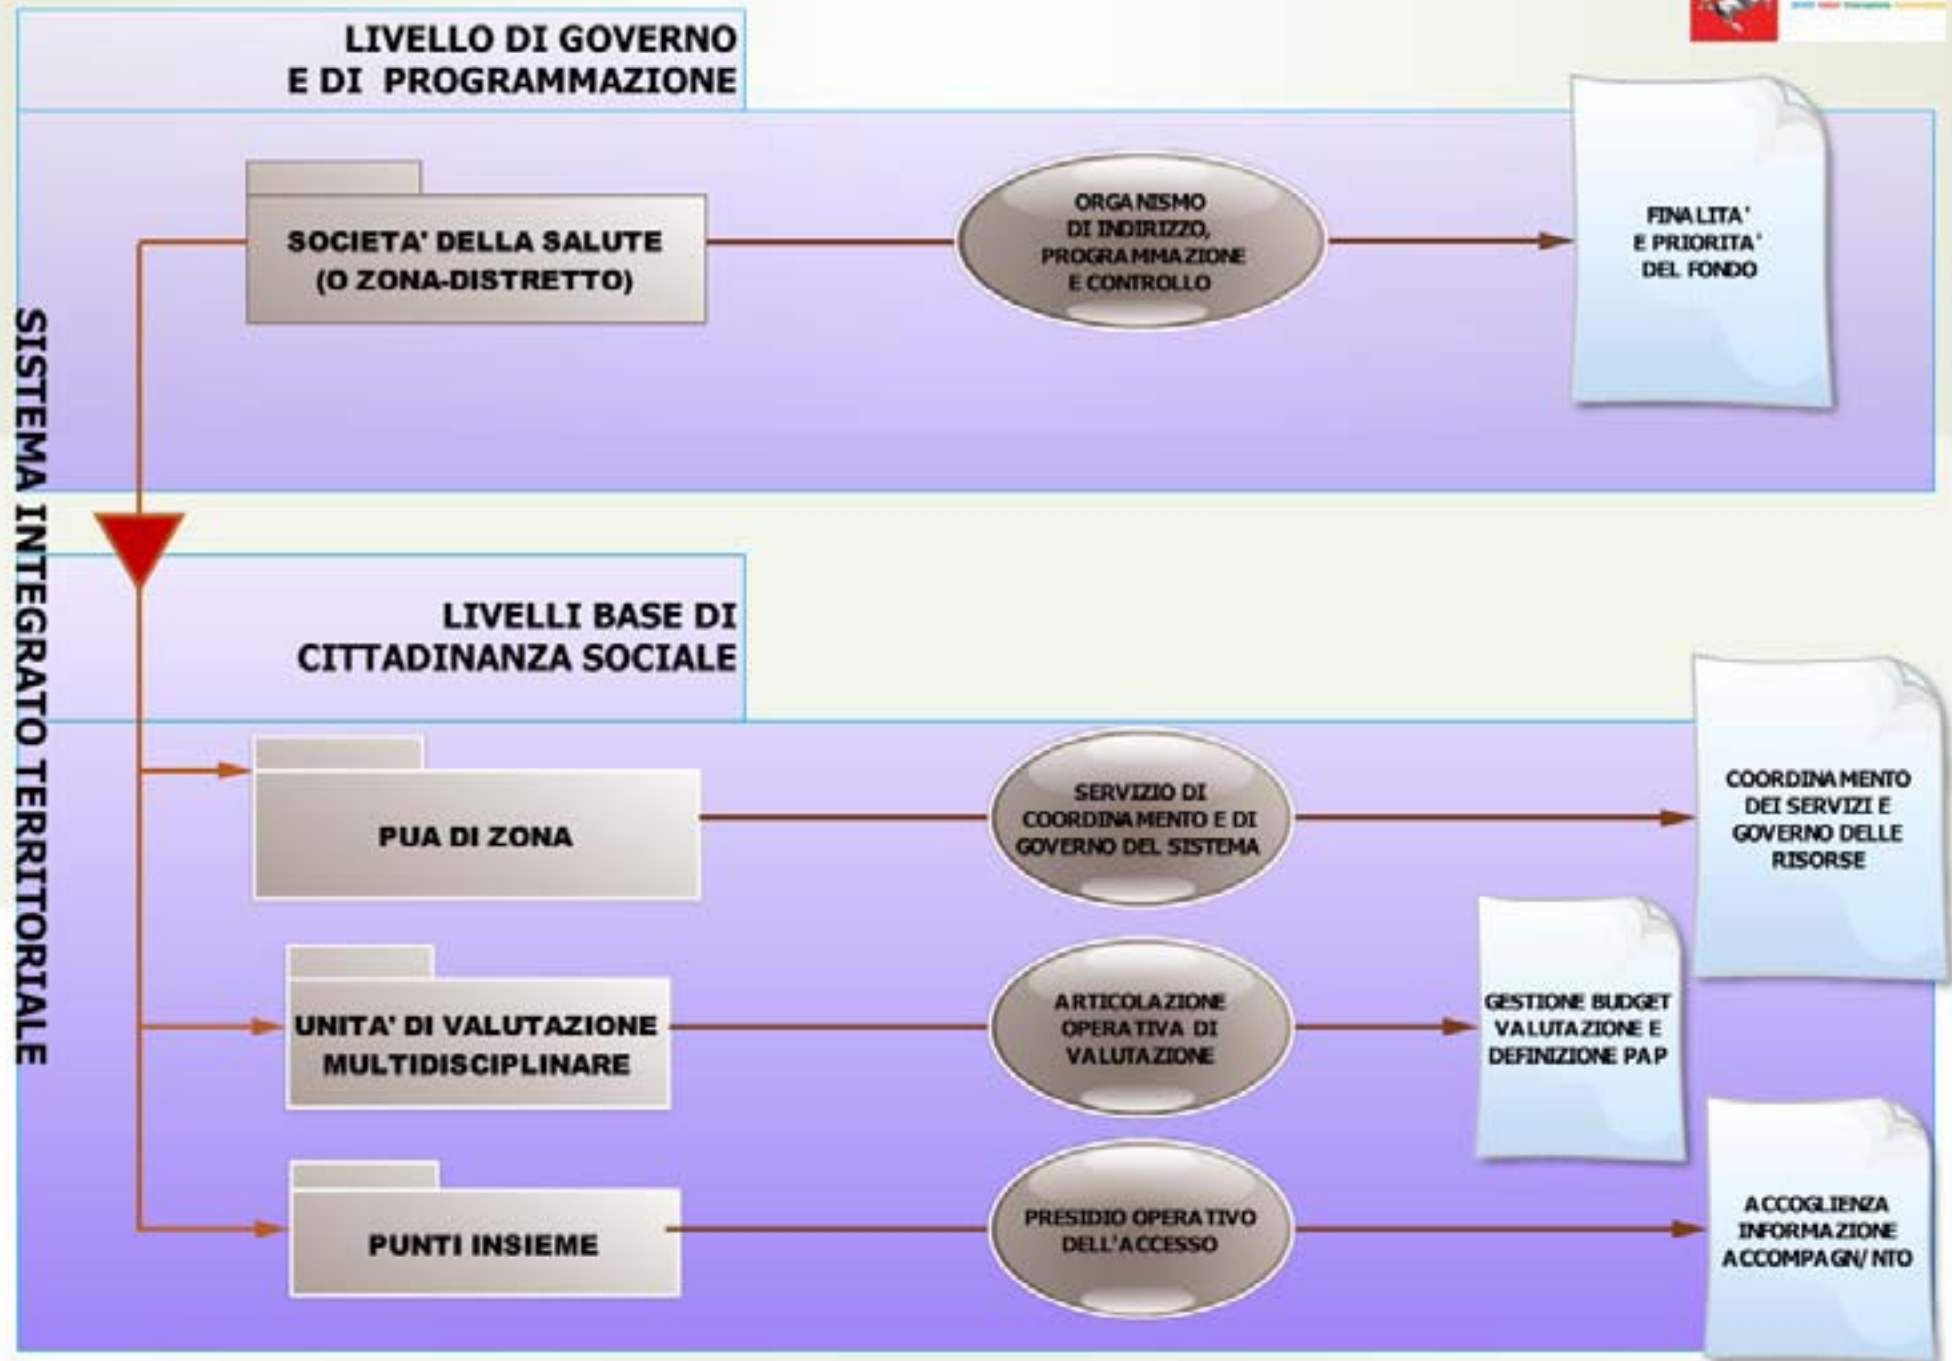 LIVELLO DI GOVERNO
E DI PROGRAMMAZIONE
SOCIETA' DELLA SALUTE
(O ZONA-DISTRETTO)
ORGANISMO
DI INDIRIZZO,
PROGRAMMAZIONE
E CONTROLLO
FINALITA'
E PRIORITA'
DEL FONDO
SISTEMA INTEGRATO TERRITORIALE
LIVELLI BASE DI
CITTADINANZA SOCIALE
PUA DI ZONA
SERVIZIO DI
COORDINAMENTO E DI
GOVERNO DEL SISTEMA
COORDINAMENTO
DEI SERVIZI E
GOVERNO DELLE
RISORSE
UNITA' DI VALUTAZIONE
MULTIDISCIPLINARE
ARTICOLAZIONE
OPERATIVA DI
VALUTAZIONE
GESTIONE BUDGET
VALUTAZIONE E
DEFINIZIONE PAP
PUNTI INSIEME
PRESIDIO OPERATIVO
DELL'ACCESSO
ACCOGLIENZA
INFORMAZIONE
ACCOMPAGN/NTO